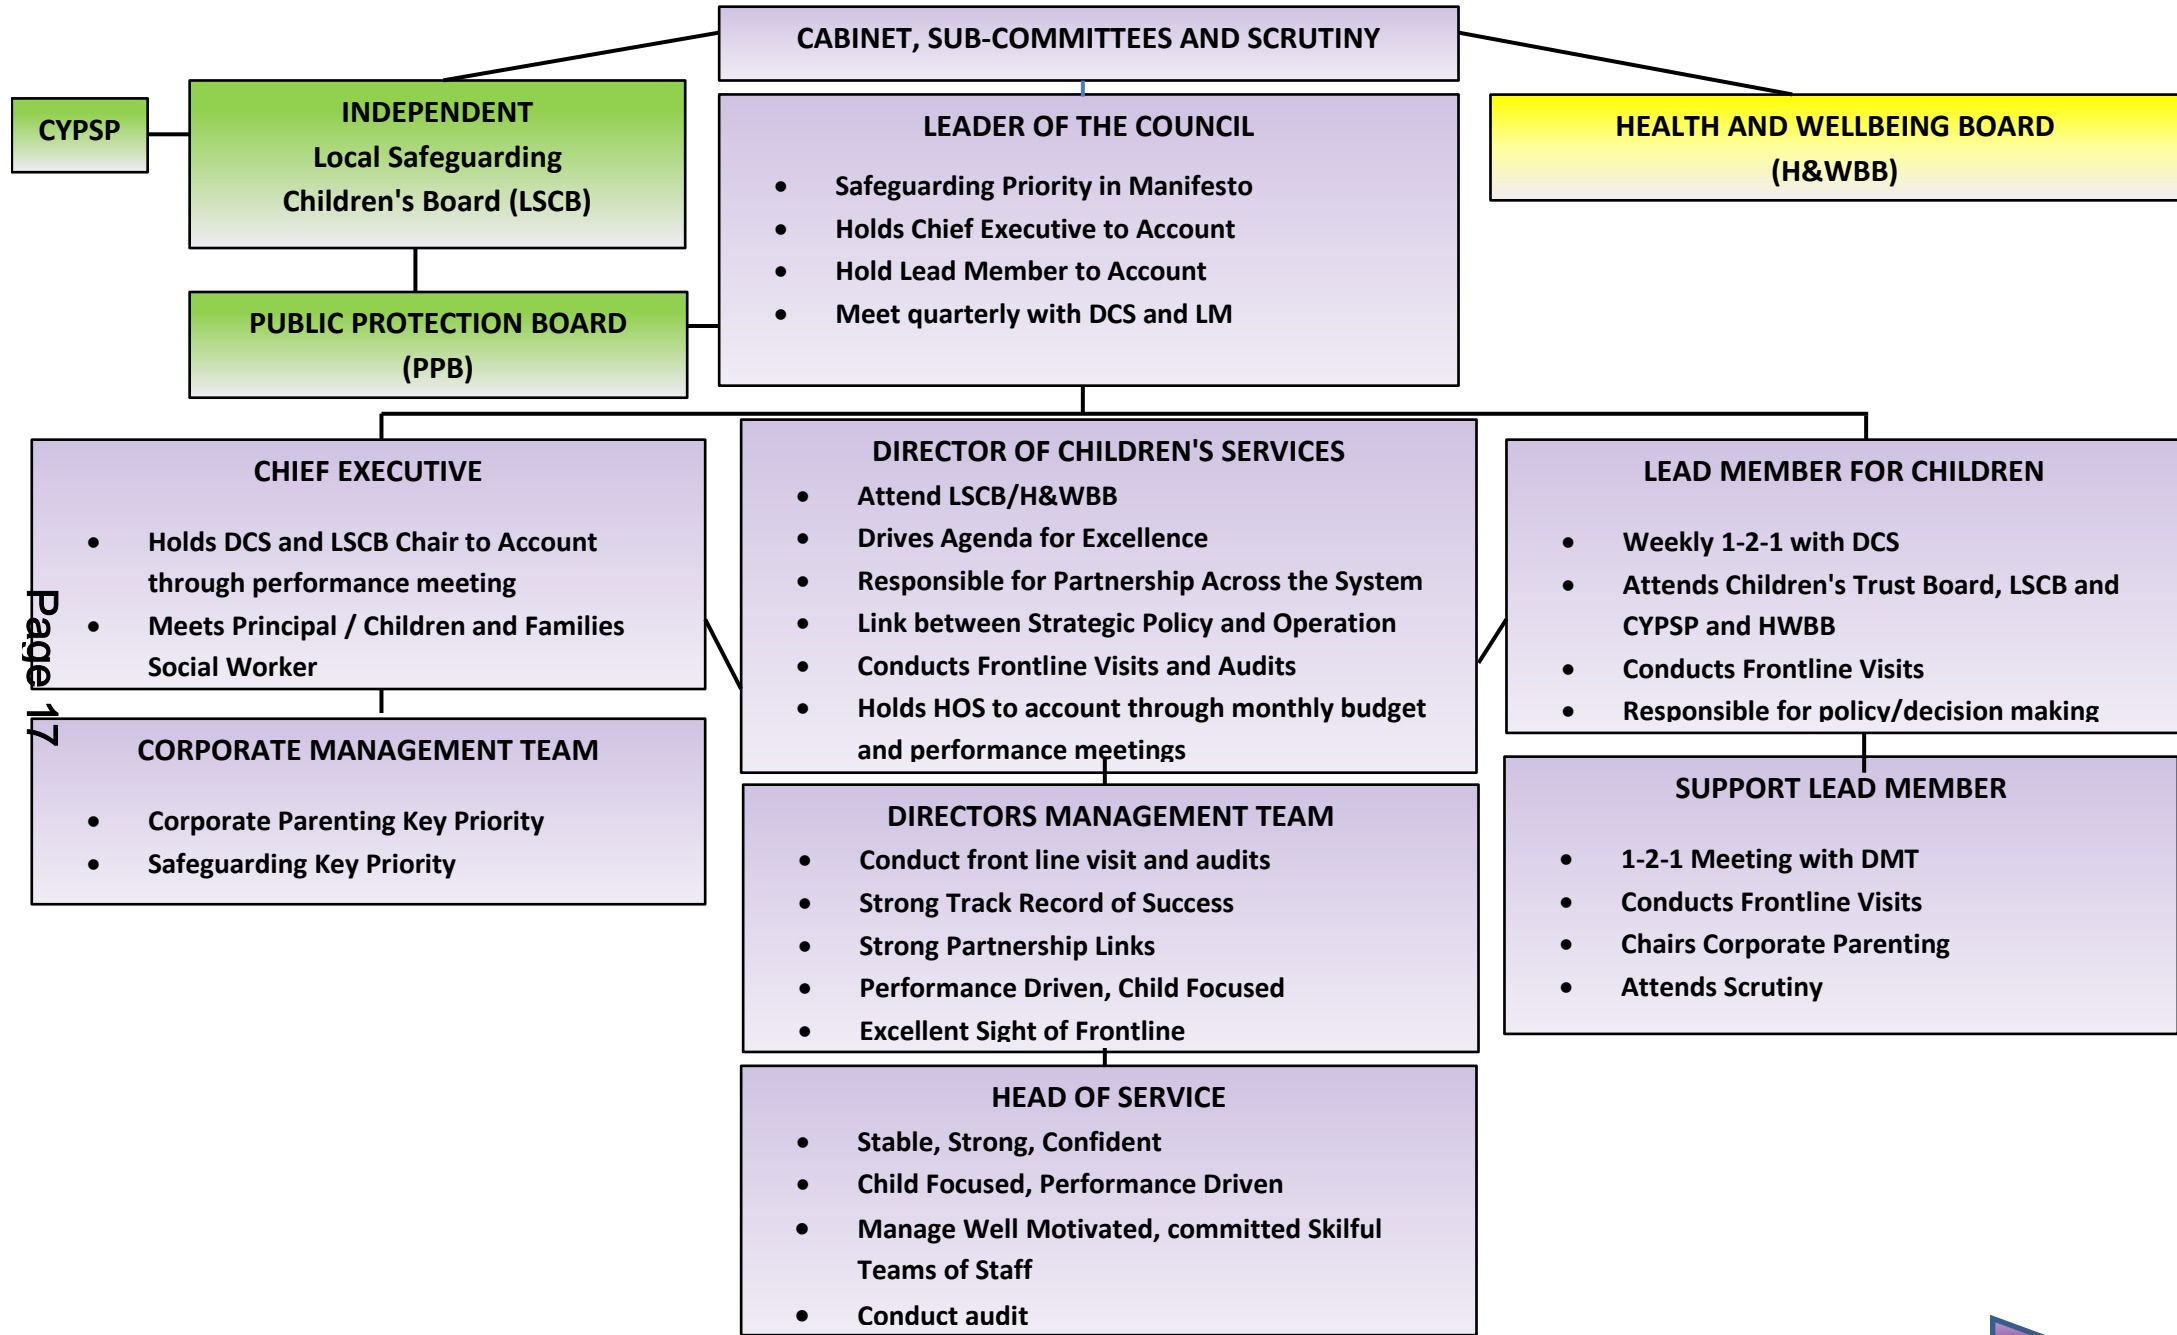 CABINET, SUB-COMMITTEES AND SCRUTINY
CYPSP
INDEPENDENT
Local Safeguarding
Children's Board (LSCB)
LEADER OF THE COUNCIL
• Safeguarding Priority in Manifesto
• Holds Chief Executive to Account
• Hold Lead Member to Account
• Meet quarterly with DCS and LM
HEALTH AND WELLBEING BOARD
(H&WBB)
PUBLIC PROTECTION BOARD
(PPB)
CHIEF EXECUTIVE
• Holds DCS and LSCB Chair to Account
through performance meeting
• Meets Principal / Children and Families
Social Worker
DIRECTOR OF CHILDREN'S SERVICES
• Attend LSCB/H&WBB
• Drives Agenda for Excellence
• Responsible for Partnership Across the System
• Link between Strategic Policy and Operation
• Conducts Frontline Visits and Audits
• Holds HOS to account through monthly budget
and performance meetings
LEAD MEMBER FOR CHILDREN
• Weekly 1-2-1 with DCS
• Attends Children's Trust Board, LSCB and
CYPSP and HWBB
• Conducts Frontline Visits
• Responsible for policy/decision making
Page 17
CORPORATE MANAGEMENT TEAM
• Corporate Parenting Key Priority
• Safeguarding Key Priority
DIRECTORS MANAGEMENT TEAM
• Conduct front line visit and audits
• Strong Track Record of Success
• Strong Partnership Links
• Performance Driven, Child Focused
• Excellent Sight of Frontline
SUPPORT LEAD MEMBER
• 1-2-1 Meeting with DMT
• Conducts Frontline Visits
• Chairs Corporate Parenting
• Attends Scrutiny
HEAD OF SERVICE
• Stable, Strong, Confident
• Child Focused, Performance Driven
• Manage Well Motivated, committed Skilful
Teams of Staff
• Conduct audit